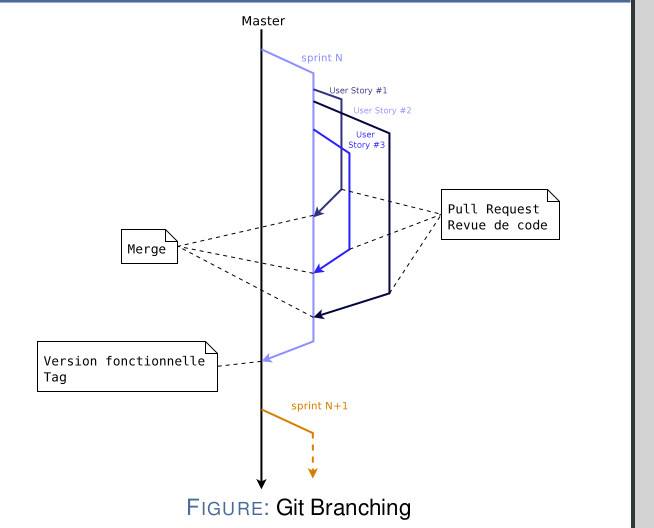 Master
sprint N
User Story #1
User Story #2
User
Story #3
Pull Request
Revue de code
Merge
Version fonctionnelle
Tag
sprint N+1
FIGURE: Git Branching